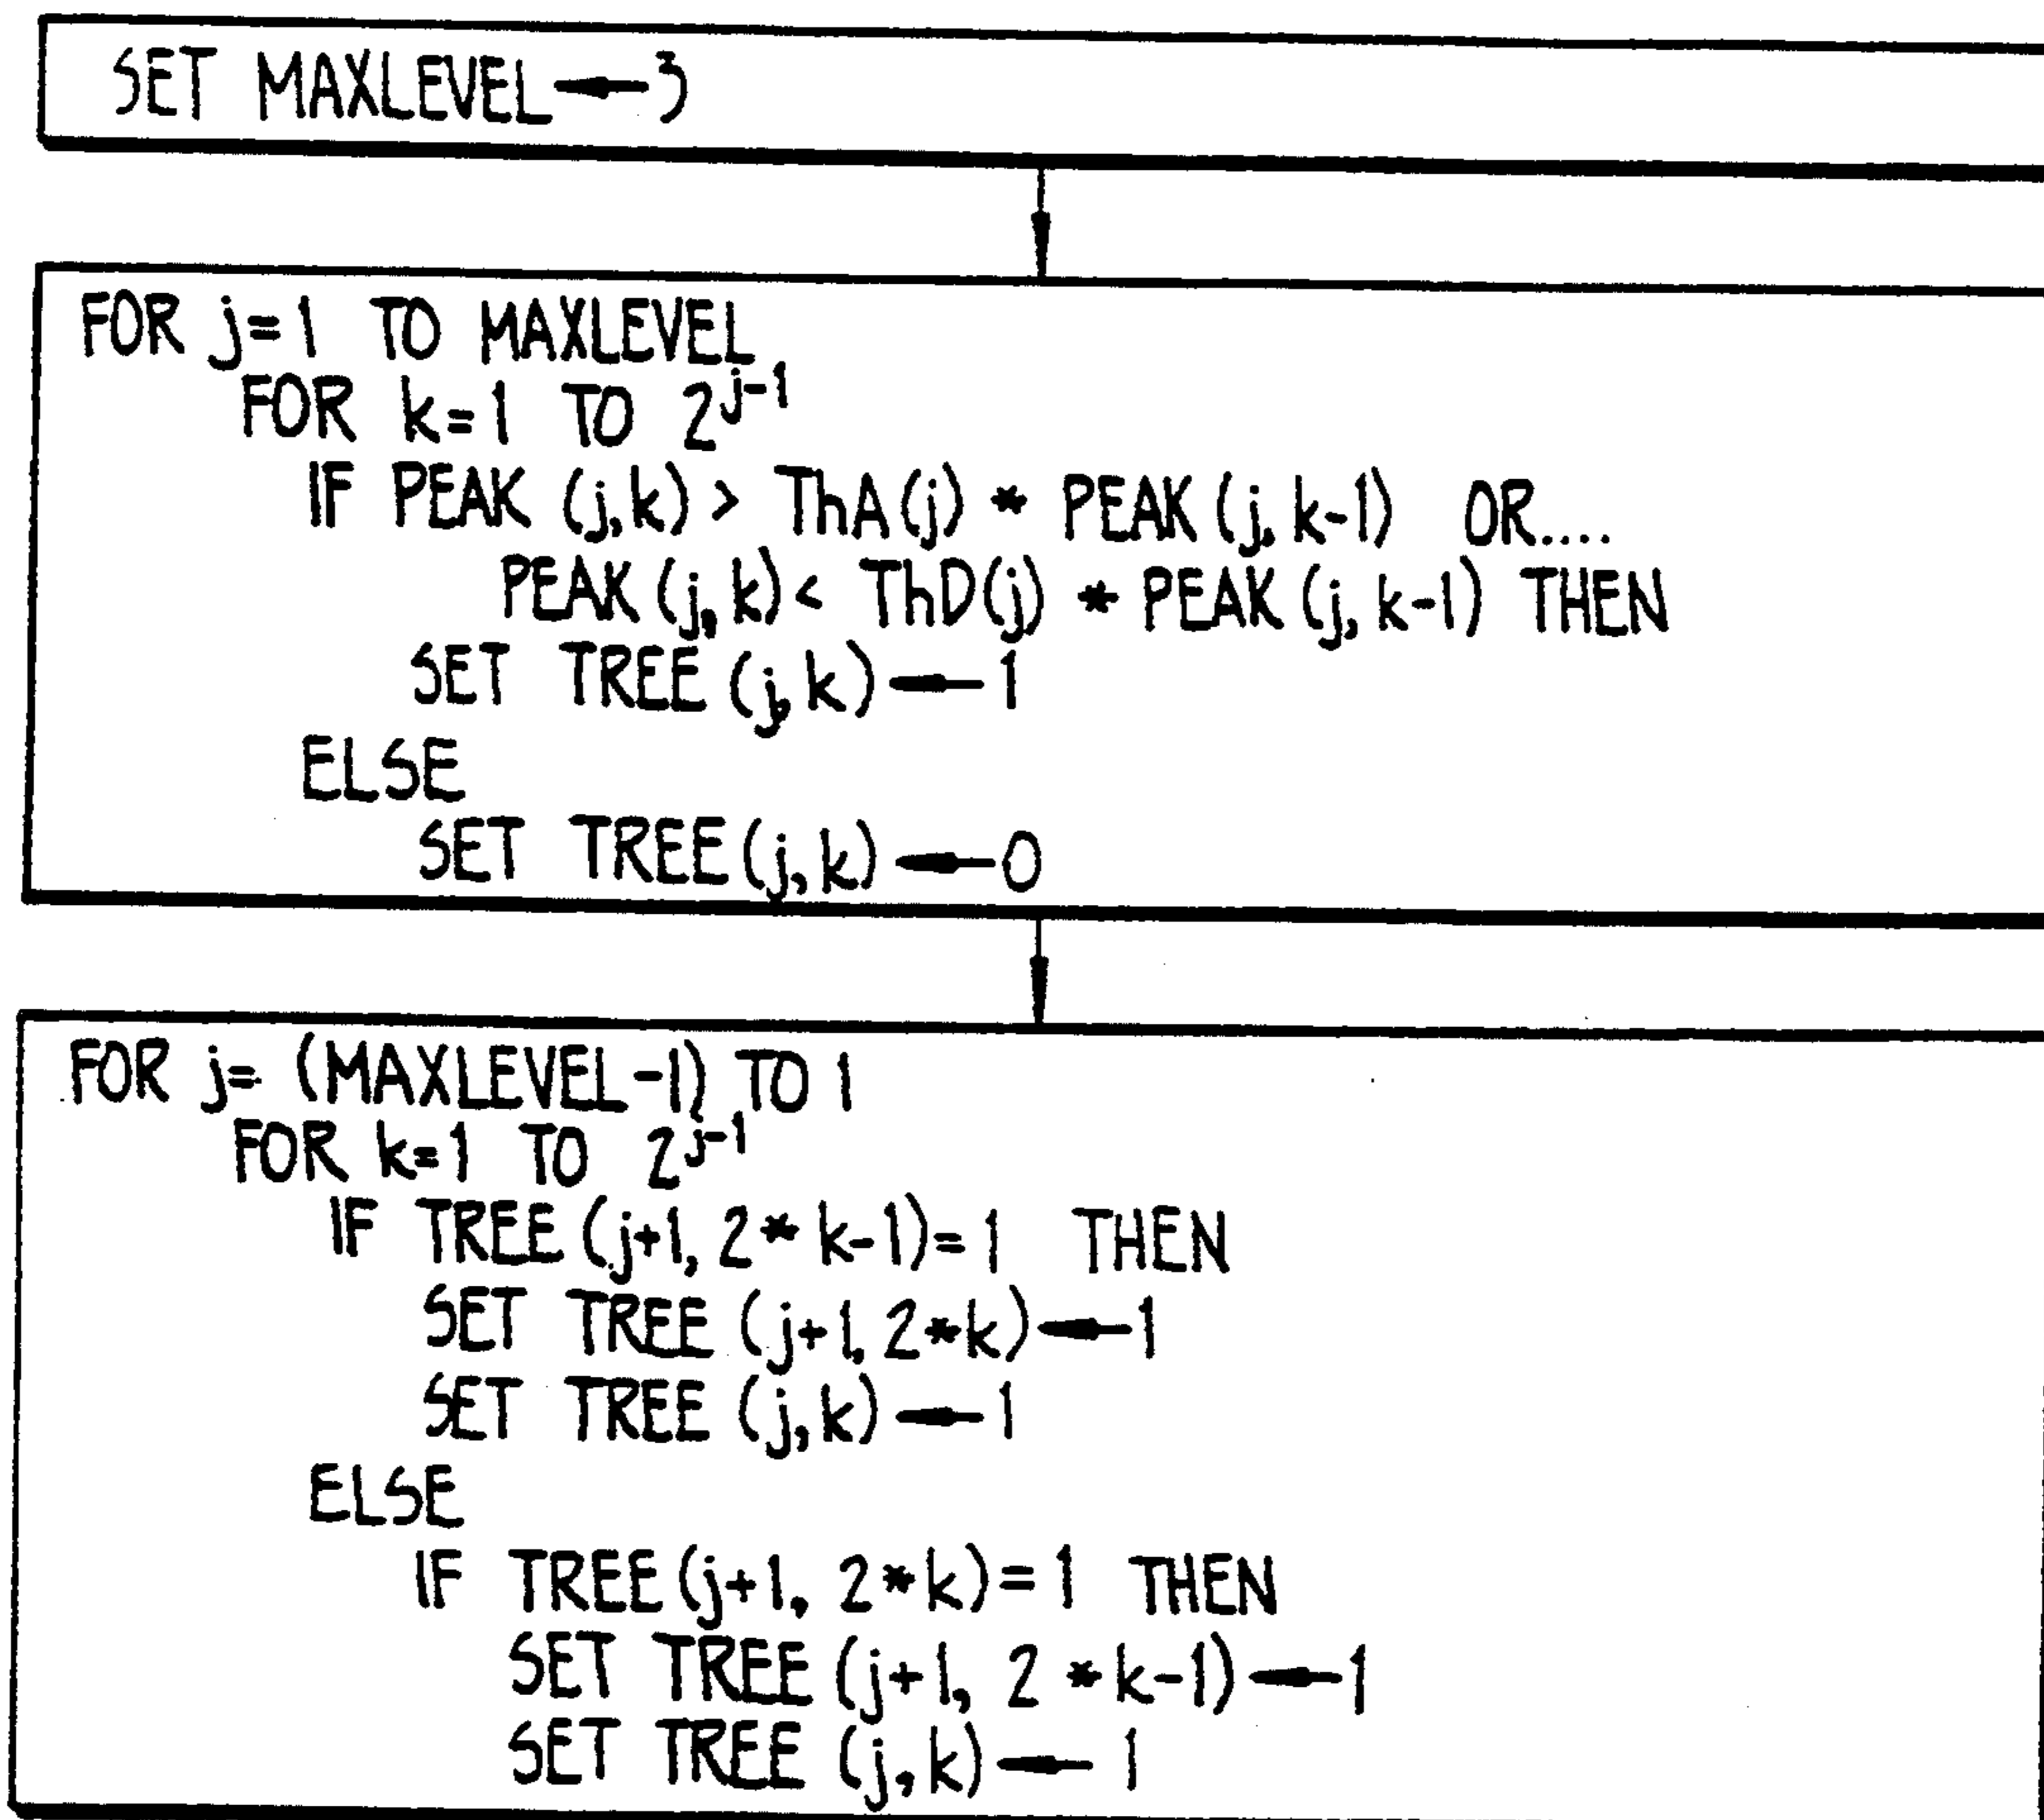 SET MAXLEVEL ← 3
FOR j=1 TO MAXLEVEL
FOR k=1 TO 2^{j-1}
IF PEAK (j,k) > ThA(j) * PEAK (j, k-1) OR....
PEAK (j,k) < ThD(j) * PEAK (j, k-1) THEN
SET TREE (j,k) ← 1
ELSE
SET TREE (j,k) ← 0
FOR j= (MAXLEVEL-1) TO 1
FOR k=1 TO 2^{j-1}
IF TREE (j+1, 2* k-1)=1 THEN
SET TREE (j+1, 2*k) ← 1
SET TREE (j,k) ← 1
ELSE
IF TREE (j+1, 2*k)=1 THEN
SET TREE (j+1, 2 *k-1) ← 1
SET TREE (j,k) ← 1